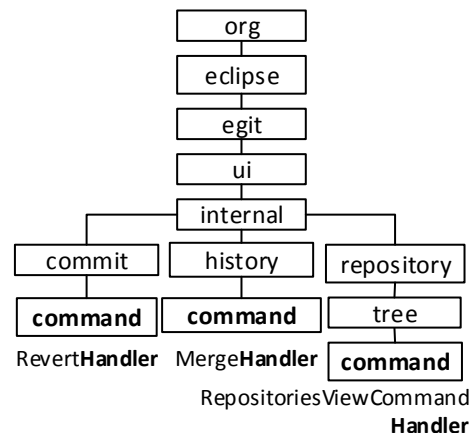 org
eclipse
egit
ui
internal
commit
history
repository
command
command
tree
RevertHandler
MergeHandler
command
RepositoriesViewCommand
Handler